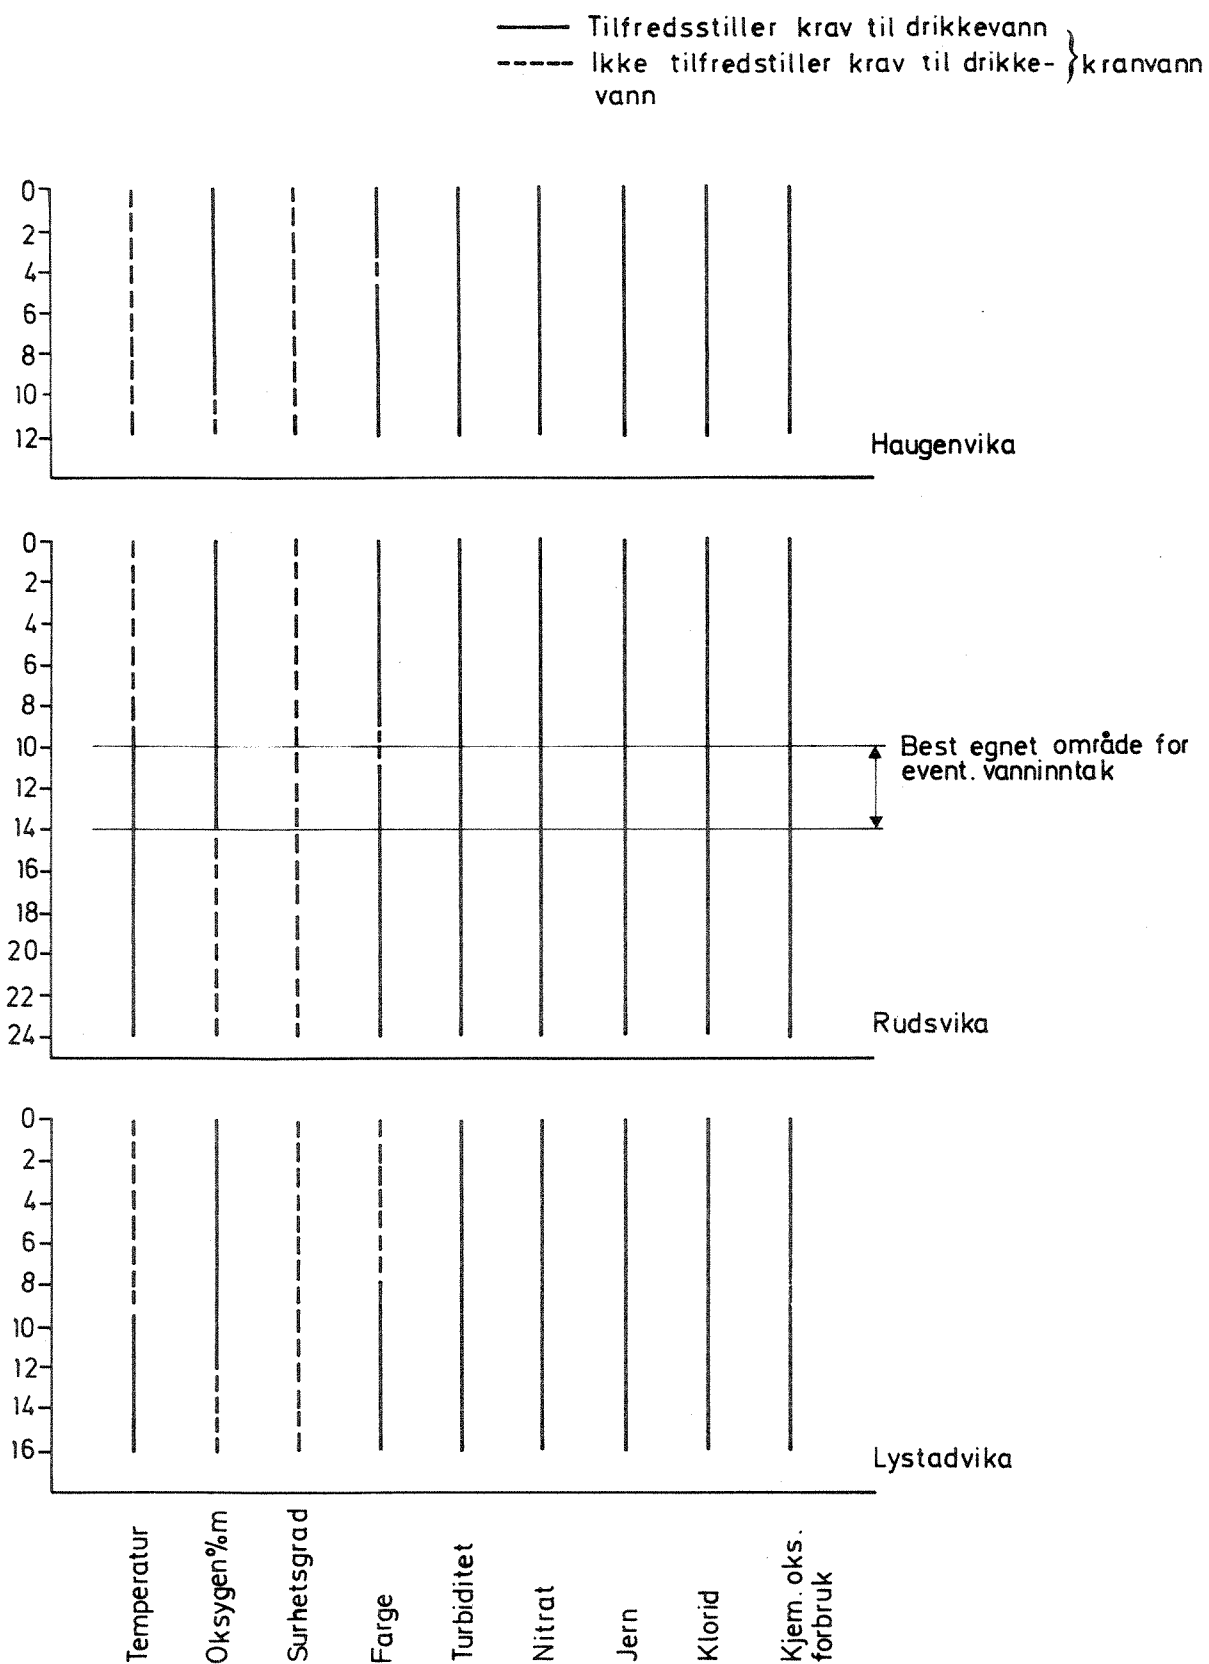 Tilfredsstiller krav til drikkevann
Ikke tilfredstiller krav til drikke- } kranvann
vann
0
2
4
6
8
10
12
Haugenvika
0
2
4
6
8
10
12
14
16
18
20
22
24
Best egnet område for
event. vanninntak
Rudsvika
0
2
4
6
8
10
12
14
16
Lystadvika
Temperatur
Oksygen%m
Surhetsgrad
Farge
Turbiditet
Nitrat
Jern
Klorid
Kjem. oks.
forbruk